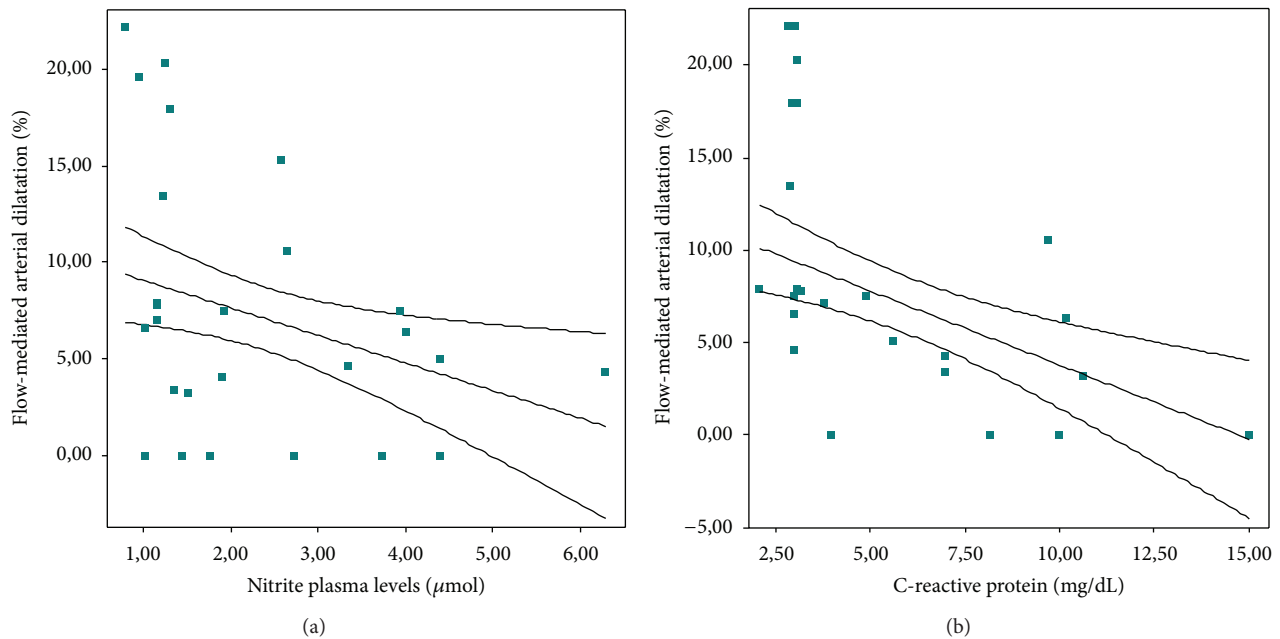 Flow-mediated arterial dilatation (%)
20,00
15,00
10,00
5,00
0,00
1,00 2,00 3,00 4,00 5,00 6,00
Nitrite plasma levels (μmol)
(a)
Flow-mediated arterial dilatation (%)
20,00
15,00
10,00
5,00
0,00
−5,00
2,50 5,00 7,50 10,00 12,50 15,00
C-reactive protein (mg/dL)
(b)